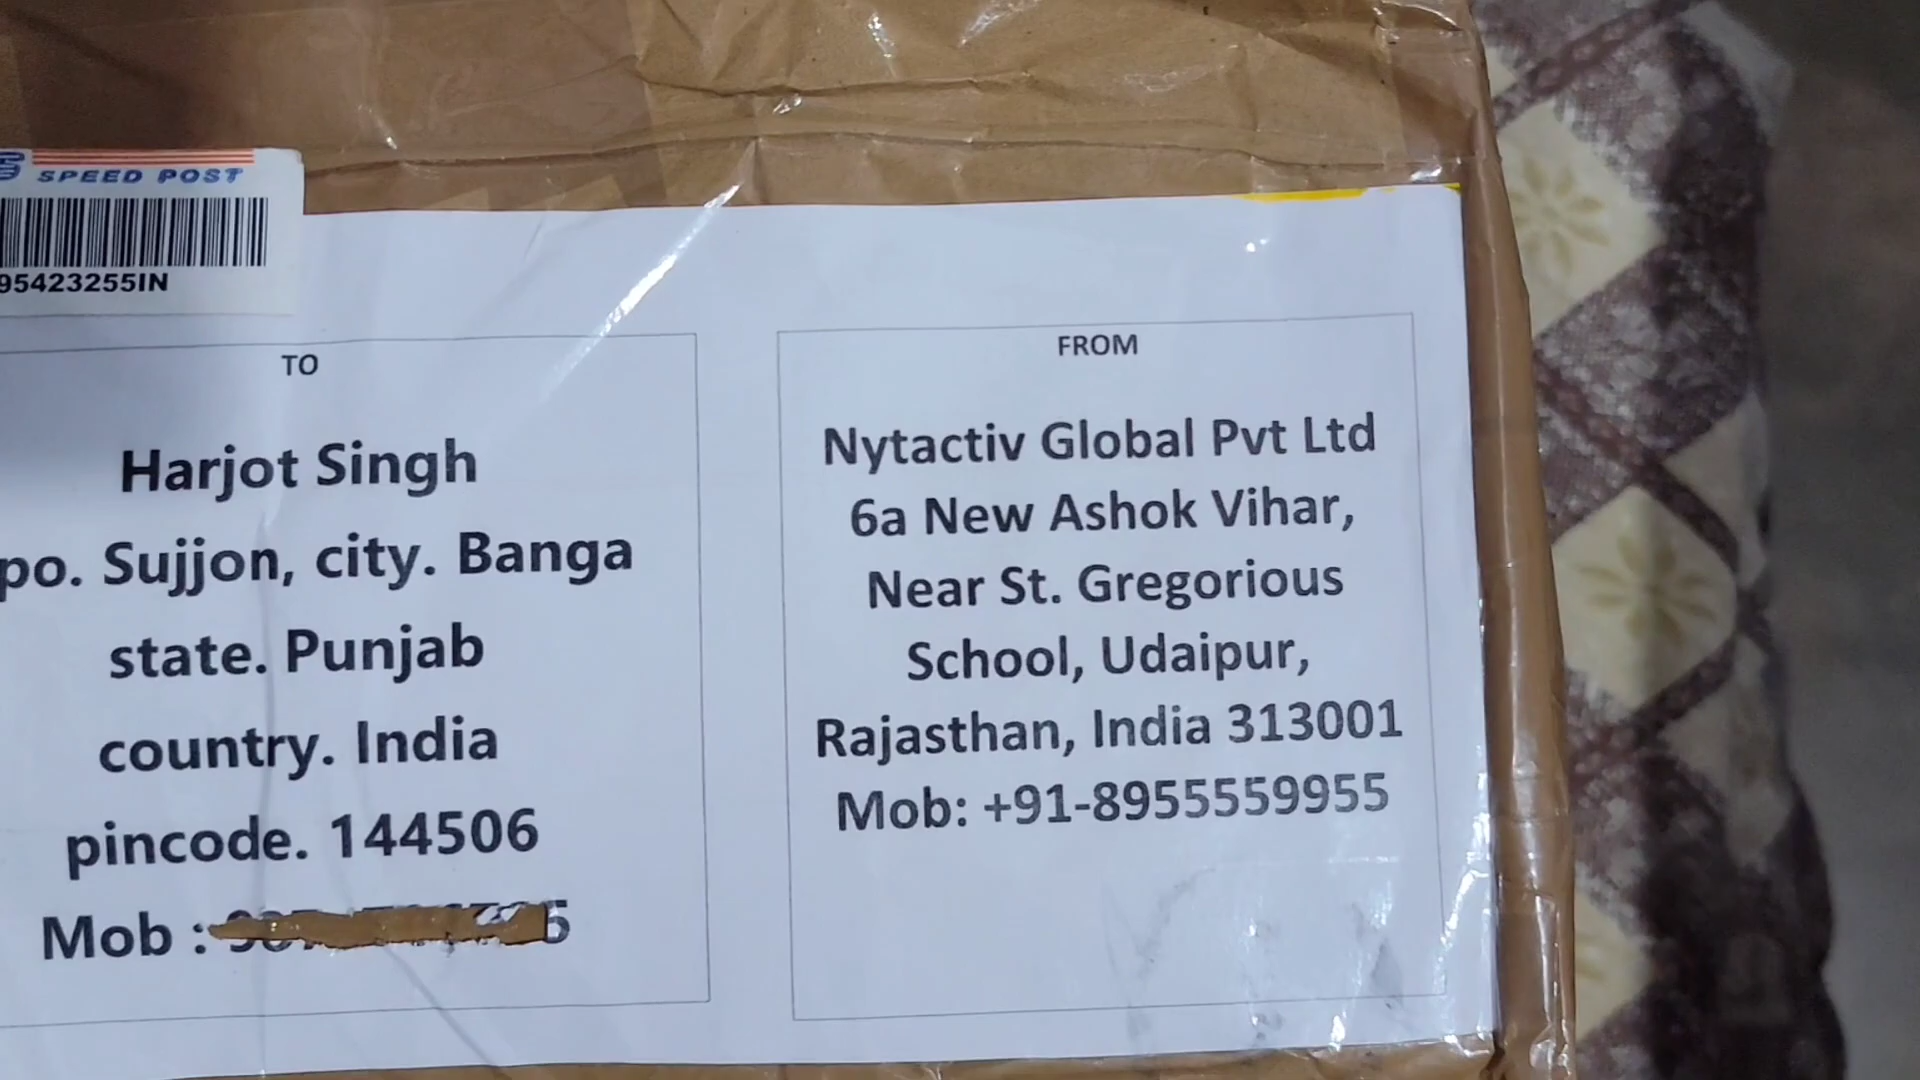 SPEED POST
95423255IN
TO
Harjot Singh
po. Sujjon, city. Banga
state. Punjab
country. India
pincode. 144506
Mob :
FROM
Nytactiv Global Pvt Ltd
6a New Ashok Vihar,
Near St. Gregorious
School, Udaipur,
Rajasthan, India 313001
Mob: +91-8955559955